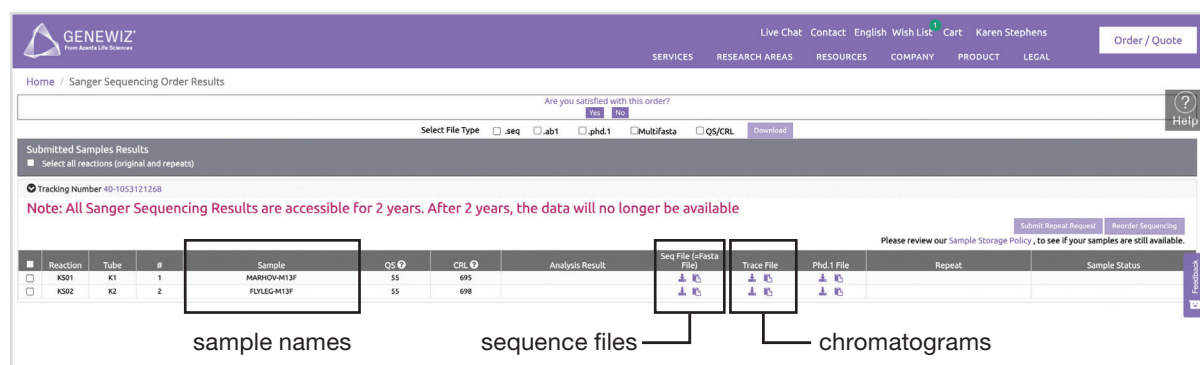 GENEWIZ
From Azenta Life Sciences
Live Chat Contact English Wish List 1 Cart Karen Stephens
Order / Quote
SERVICES RESEARCH AREAS RESOURCES COMPANY PRODUCT LEGAL
Home / Sanger Sequencing Order Results
Are you satisfied with this order?
Yes No
? Help
Select File Type .seq .ab1 .phd.1 Multifasta QS/CRL Download
Submitted Samples Results
Select all reactions (original and repeats)
Tracking Number 40-1053121268
Note: All Sanger Sequencing Results are accessible for 2 years. After 2 years, the data will no longer be available
Submit Repeat Request Reorder Sequencing
Please review our Sample Storage Policy , to see if your samples are still available.
Reaction Tube # Sample QS ? CRL ? Analysis Result Seq File (=Fasta File) Trace File Phd.1 File Repeat Sample Status
KS01 K1 1 MARHOV-M13F 55 695
KS02 K2 2 FLYLEG-M13F 55 698
Feedback
sample names sequence files chromatograms